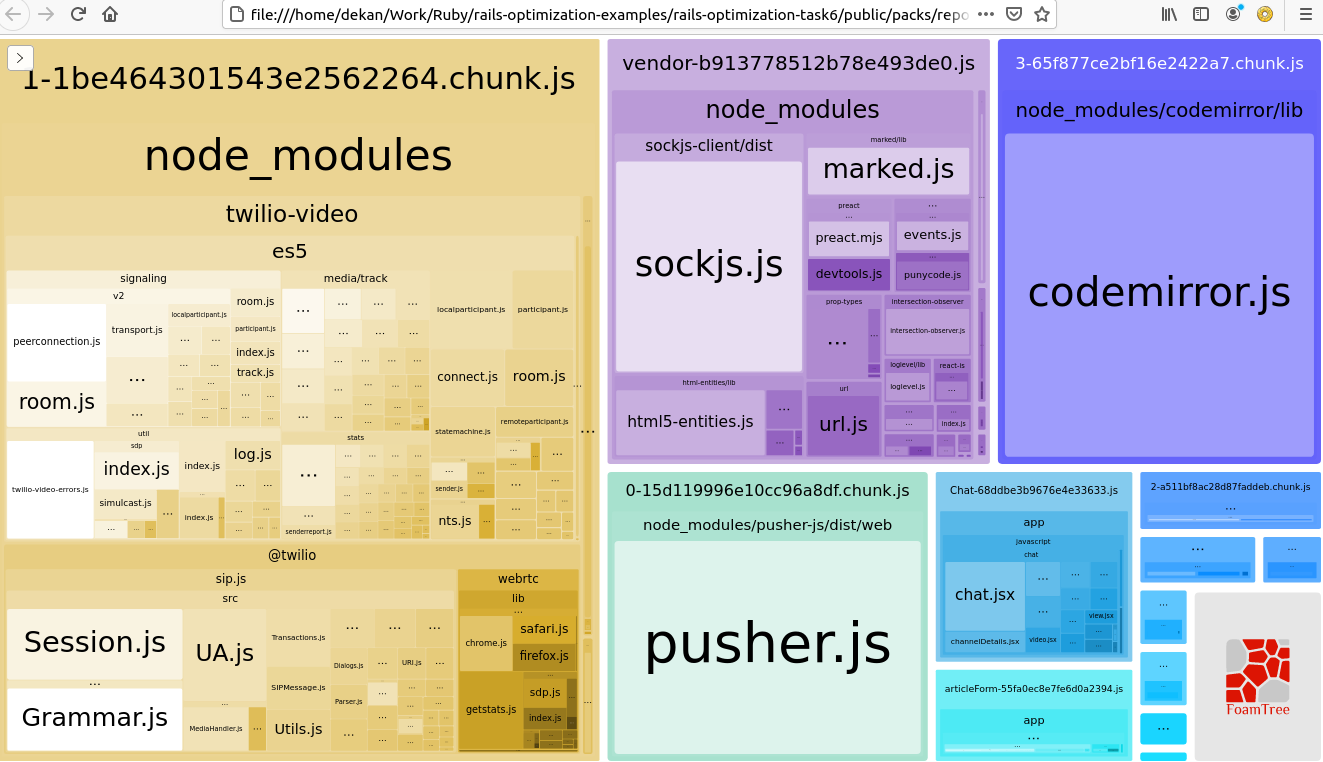 file:///home/dekan/Work/Ruby/rails-optimization-examples/rails-optimization-task6/public/packs/repo
1-1be464301543e2562264.chunk.js
node_modules
twilio-video
es5
signaling
v2
peerconnection.js
room.js
transport.js
...
localparticipant.js
room.js
participant.js
index.js
track.js
media/track
...
localparticipant.js
participant.js
connect.js
room.js
util
sdp
twilio-video-errors.js
index.js
simulcast.js
index.js
index.js
log.js
stats
...
senderreport.js
statemachine.js
remoteparticipant.js
sender.js
nts.js
@twilio
sip.js
src
Session.js
...
Grammar.js
UA.js
MediaHandler.js
Transactions.js
SIPMessage.js
Utils.js
Dialogs.js
URI.js
Parser.js
webrtc
lib
...
chrome.js
safari.js
firefox.js
getstats.js
sdp.js
index.js
vendor-b913778512b78e493de0.js
node_modules
sockjs-client/dist
sockjs.js
html-entities/lib
html5-entities.js
...
marked/lib
marked.js
preact
...
preact.mjs
devtools.js
...
events.js
punycode.js
prop-types
...
intersection-observer
intersection-observer.js
loglevel/lib
loglevel.js
react-is
...
url
url.js
index.js
3-65f877ce2bf16e2422a7.chunk.js
node_modules/codemirror/lib
codemirror.js
0-15d119996e10cc96a8df.chunk.js
node_modules/pusher-js/dist/web
pusher.js
Chat-68ddbe3b9676e4e33633.js
app
javascript
chat
chat.jsx
channelDetails.jsx
video.jsx
view.jsx
articleForm-55fa0ec8e7fe6d0a2394.js
app
...
2-a511bf8ac28d87faddeb.chunk.js
...
FoamTree